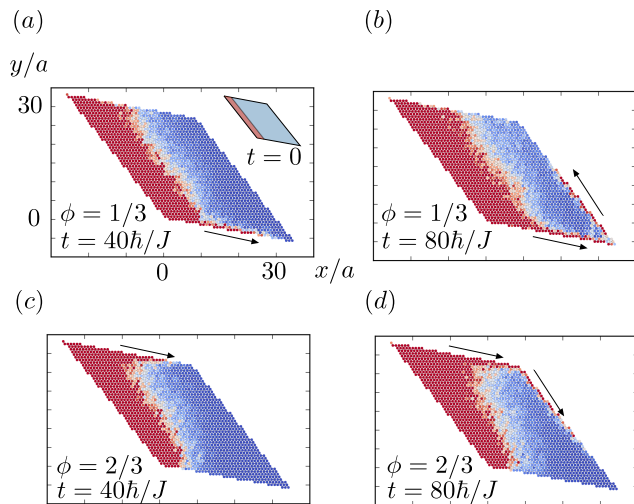 (a)
(b)
y/a
30
0
t = 0
ϕ = 1/3
t = 40ℏ/J
0
30
x/a
ϕ = 1/3
t = 80ℏ/J
(c)
(d)
ϕ = 2/3
t = 40ℏ/J
ϕ = 2/3
t = 80ℏ/J